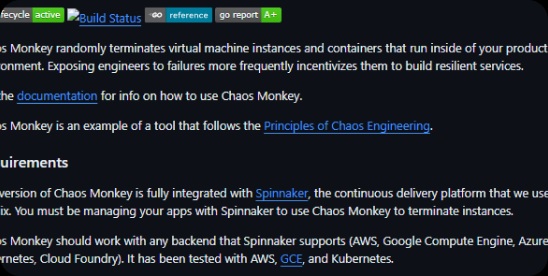 fecycle active Build Status GO reference go report A+
os Monkey randomly terminates virtual machine instances and containers that run inside of your product
onment. Exposing engineers to failures more frequently incentivizes them to build resilient services.
the documentation for info on how to use Chaos Monkey.
os Monkey is an example of a tool that follows the Principles of Chaos Engineering.
uirements
version of Chaos Monkey is fully integrated with Spinnaker, the continuous delivery platform that we use
ix. You must be managing your apps with Spinnaker to use Chaos Monkey to terminate instances.
os Monkey should work with any backend that Spinnaker supports (AWS, Google Compute Engine, Azure
rnetes, Cloud Foundry). It has been tested with AWS, GCE, and Kubernetes.